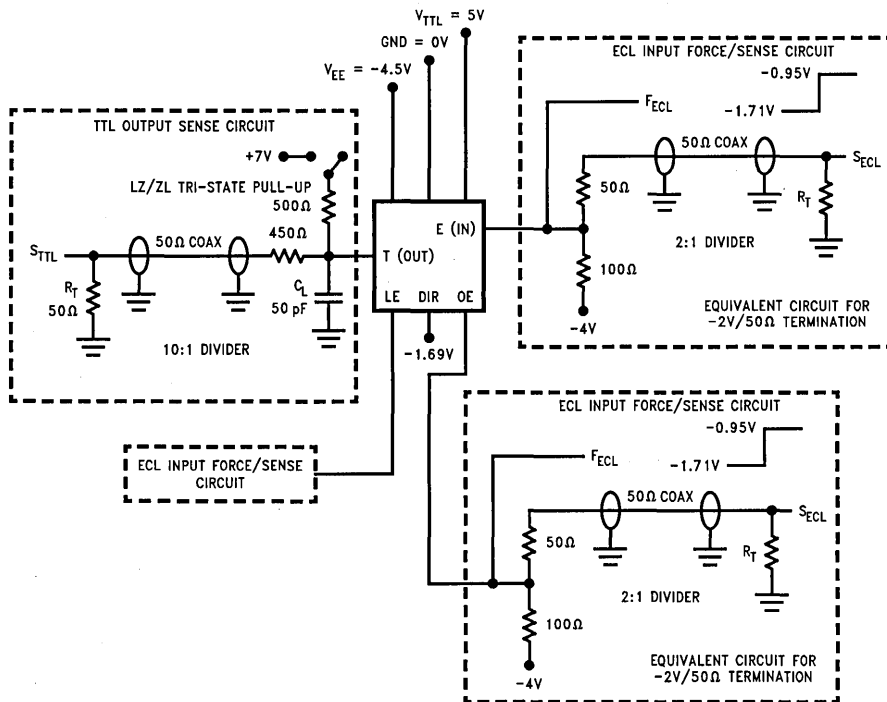 V_TTL = 5V
GND = 0V
V_EE = -4.5V
TTL OUTPUT SENSE CIRCUIT
+7V
LZ/ZL TRI-STATE PULL-UP
500Ω
450Ω
50Ω COAX
S_TTL
R_T
50Ω
C_L
50 pF
10:1 DIVIDER
E (IN)
T (OUT)
LE DIR OE
-1.69V
ECL INPUT FORCE/SENSE CIRCUIT
-0.95V
F_ECL
-1.71V
50Ω COAX
S_ECL
50Ω
R_T
2:1 DIVIDER
100Ω
-4V
EQUIVALENT CIRCUIT FOR
-2V/50Ω TERMINATION
ECL INPUT FORCE/SENSE
CIRCUIT
ECL INPUT FORCE/SENSE CIRCUIT
-0.95V
F_ECL
-1.71V
50Ω COAX
S_ECL
50Ω
R_T
2:1 DIVIDER
100Ω
-4V
EQUIVALENT CIRCUIT FOR
-2V/50Ω TERMINATION